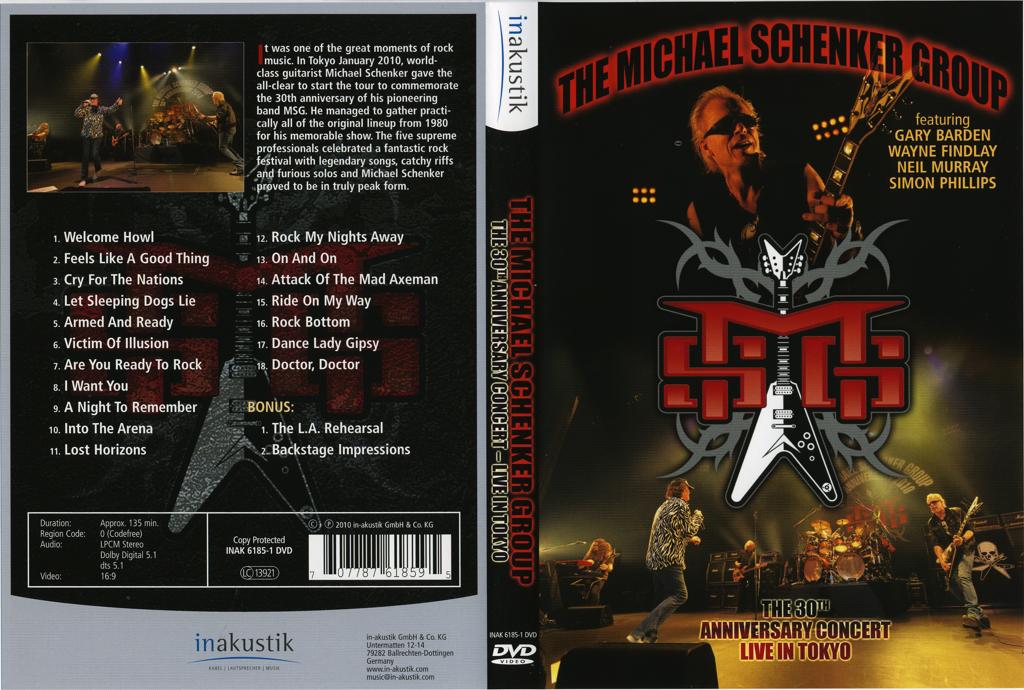 It was one of the great moments of rock
music. In Tokyo January 2010, world-
class guitarist Michael Schenker gave the
all-clear to start the tour to commemorate
the 30th anniversary of his pioneering
band MSG. He managed to gather practi-
cally all of the original lineup from 1980
for his memorable show. The five supreme
professionals celebrated a fantastic rock
festival with legendary songs, catchy riffs
and furious solos and Michael Schenker
proved to be in truly peak form.
1. Welcome Howl
2. Feels Like A Good Thing
3. Cry For The Nations
4. Let Sleeping Dogs Lie
5. Armed And Ready
6. Victim Of Illusion
7. Are You Ready To Rock
8. I Want You
9. A Night To Remember
10. Into The Arena
11. Lost Horizons
12. Rock My Nights Away
13. On And On
14. Attack Of The Mad Axeman
15. Ride On My Way
16. Rock Bottom
17. Dance Lady Gipsy
18. Doctor, Doctor
BONUS:
1. The L.A. Rehearsal
2. Backstage Impressions
Duration: Approx. 135 min.
Region Code: 0 (Codefree)
Audio: LPCM Stereo
Dolby Digital 5.1
dts 5.1
Video: 16:9
Copy Protected
INAK 6185-1 DVD
LC 13921
© + ℗ 2010 in-akustik GmbH & Co. KG
7 07787 61859 5
inakustik
KABEL | LAUTSPRECHER | MUSIK
in-akustik GmbH & Co. KG
Untermatten 12-14
79282 Ballrechten-Dottingen
Germany
www.in-akustik.com
music@in-akustik.com
inakustik
THE MICHAEL SCHENKER GROUP
THE 30TH ANNIVERSARY CONCERT – LIVE IN TOKYO
INAK 6185-1 DVD
DVD
VIDEO
THE MICHAEL SCHENKER GROUP
featuring
GARY BARDEN
WAYNE FINDLAY
NEIL MURRAY
SIMON PHILLIPS
MSG
THE 30TH
ANNIVERSARY CONCERT
LIVE IN TOKYO